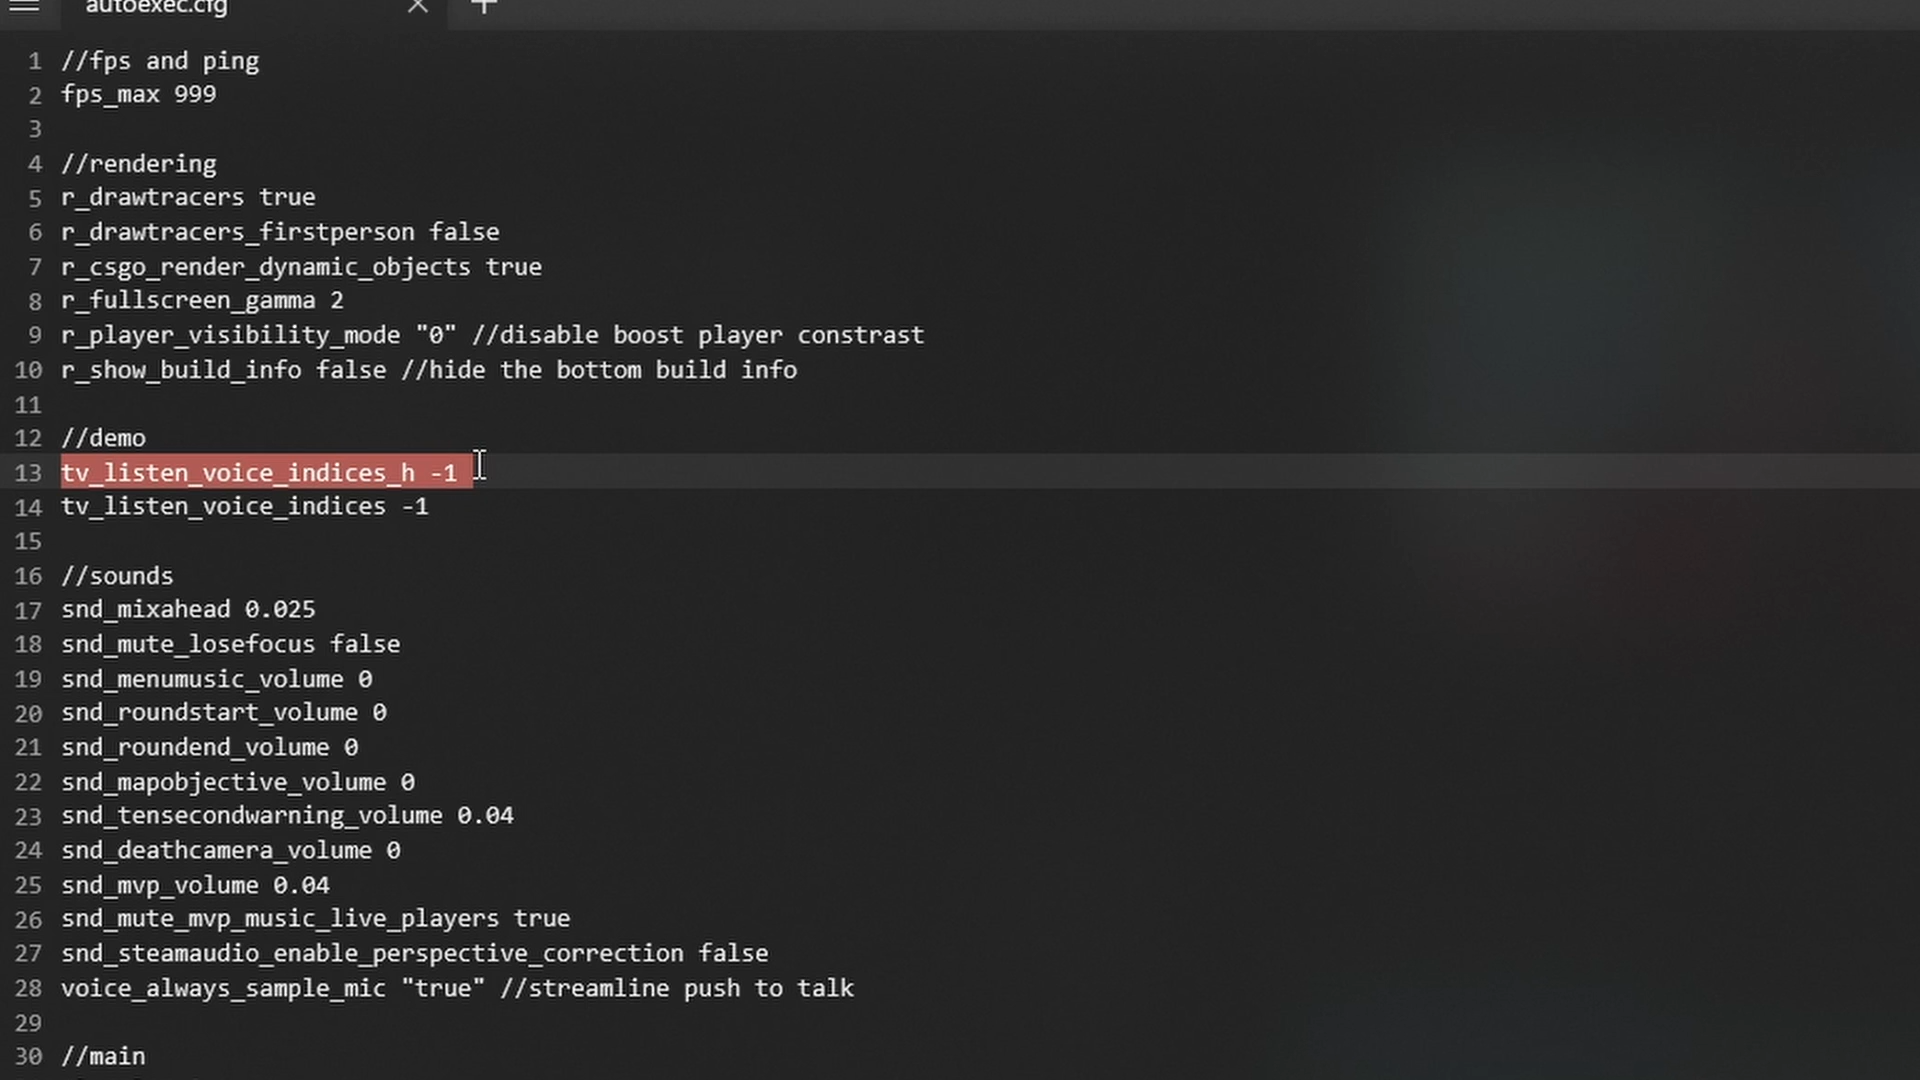 autoexec.cfg
1 //fps and ping
2 fps_max 999
3
4 //rendering
5 r_drawtracers true
6 r_drawtracers_firstperson false
7 r_csgo_render_dynamic_objects true
8 r_fullscreen_gamma 2
9 r_player_visibility_mode "0" //disable boost player constrast
10 r_show_build_info false //hide the bottom build info
11
12 //demo
13 tv_listen_voice_indices_h -1
14 tv_listen_voice_indices -1
15
16 //sounds
17 snd_mixahead 0.025
18 snd_mute_losefocus false
19 snd_menumusic_volume 0
20 snd_roundstart_volume 0
21 snd_roundend_volume 0
22 snd_mapobjective_volume 0
23 snd_tensecondwarning_volume 0.04
24 snd_deathcamera_volume 0
25 snd_mvp_volume 0.04
26 snd_mute_mvp_music_live_players true
27 snd_steamaudio_enable_perspective_correction false
28 voice_always_sample_mic "true" //streamline push to talk
29
30 //main